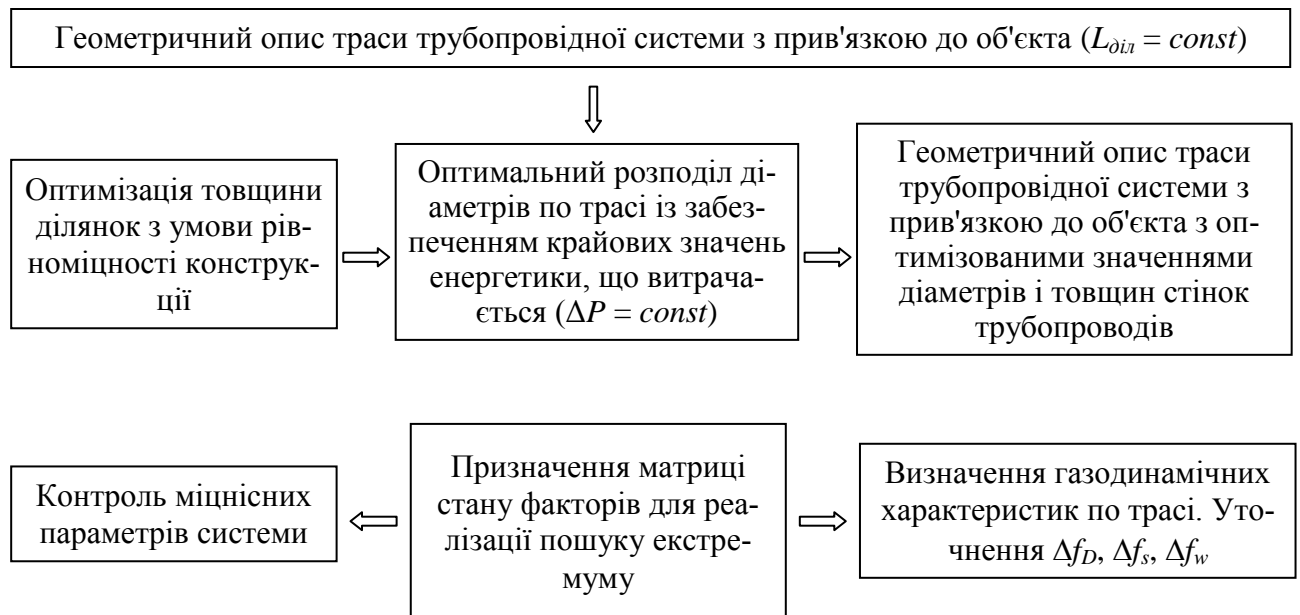 Геометричний опис траси трубопровідної системи з прив'язкою до об'єкта (Lділ = const)
Оптимізація товщини
ділянок з умови рів-
номіцності конструк-
ції
Оптимальний розподіл ді-
аметрів по трасі із забез-
печенням крайових значень
енергетики, що витрача-
ється (ΔP = const)
Геометричний опис траси
трубопровідної системи з
прив'язкою до об'єкта з оп-
тимізованими значеннями
діаметрів і товщин стінок
трубопроводів
Контроль міцнісних
параметрів системи
Призначення матриці
стану факторів для реа-
лізації пошуку екстре-
муму
Визначення газодинамічних
характеристик по трасі. Уто-
чнення ΔfD, Δfs, Δfw